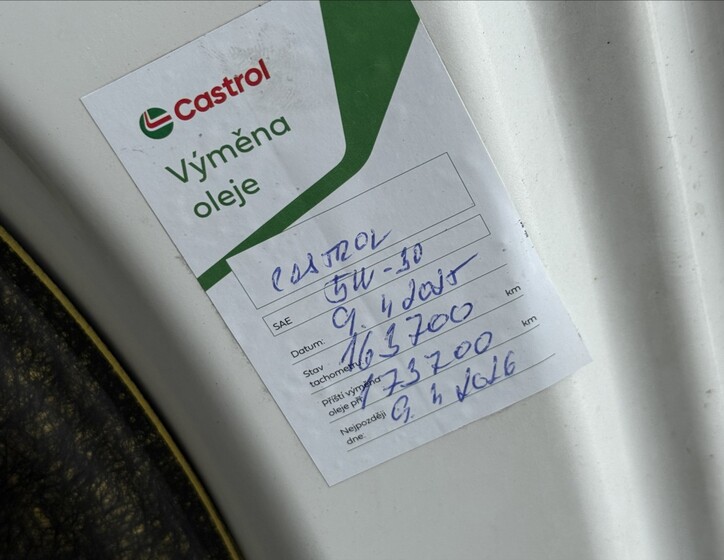 Castrol
Výměna
oleje
CASTROL
SAE 5W-30
Datum: 9. 4 2025
Stav
tachometru 163700 km
Příští výměna
oleje při: 173700 km
Nejpozději
dne: 9. 4 2026